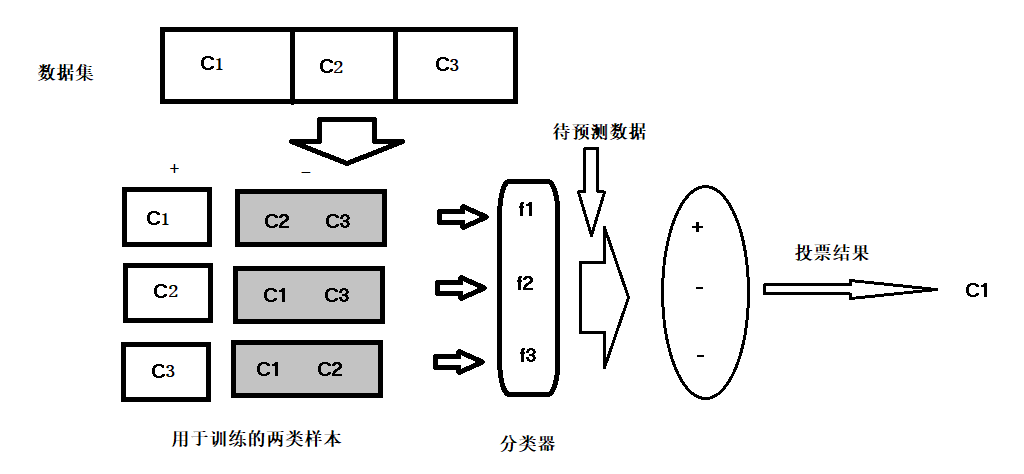 数据集
C1 C2 C3
待预测数据
+ -
C1 C2 C3 f1 +
投票结果
C2 C1 C3 f2 - C1
C3 C1 C2 f3 -
用于训练的两类样本 分类器